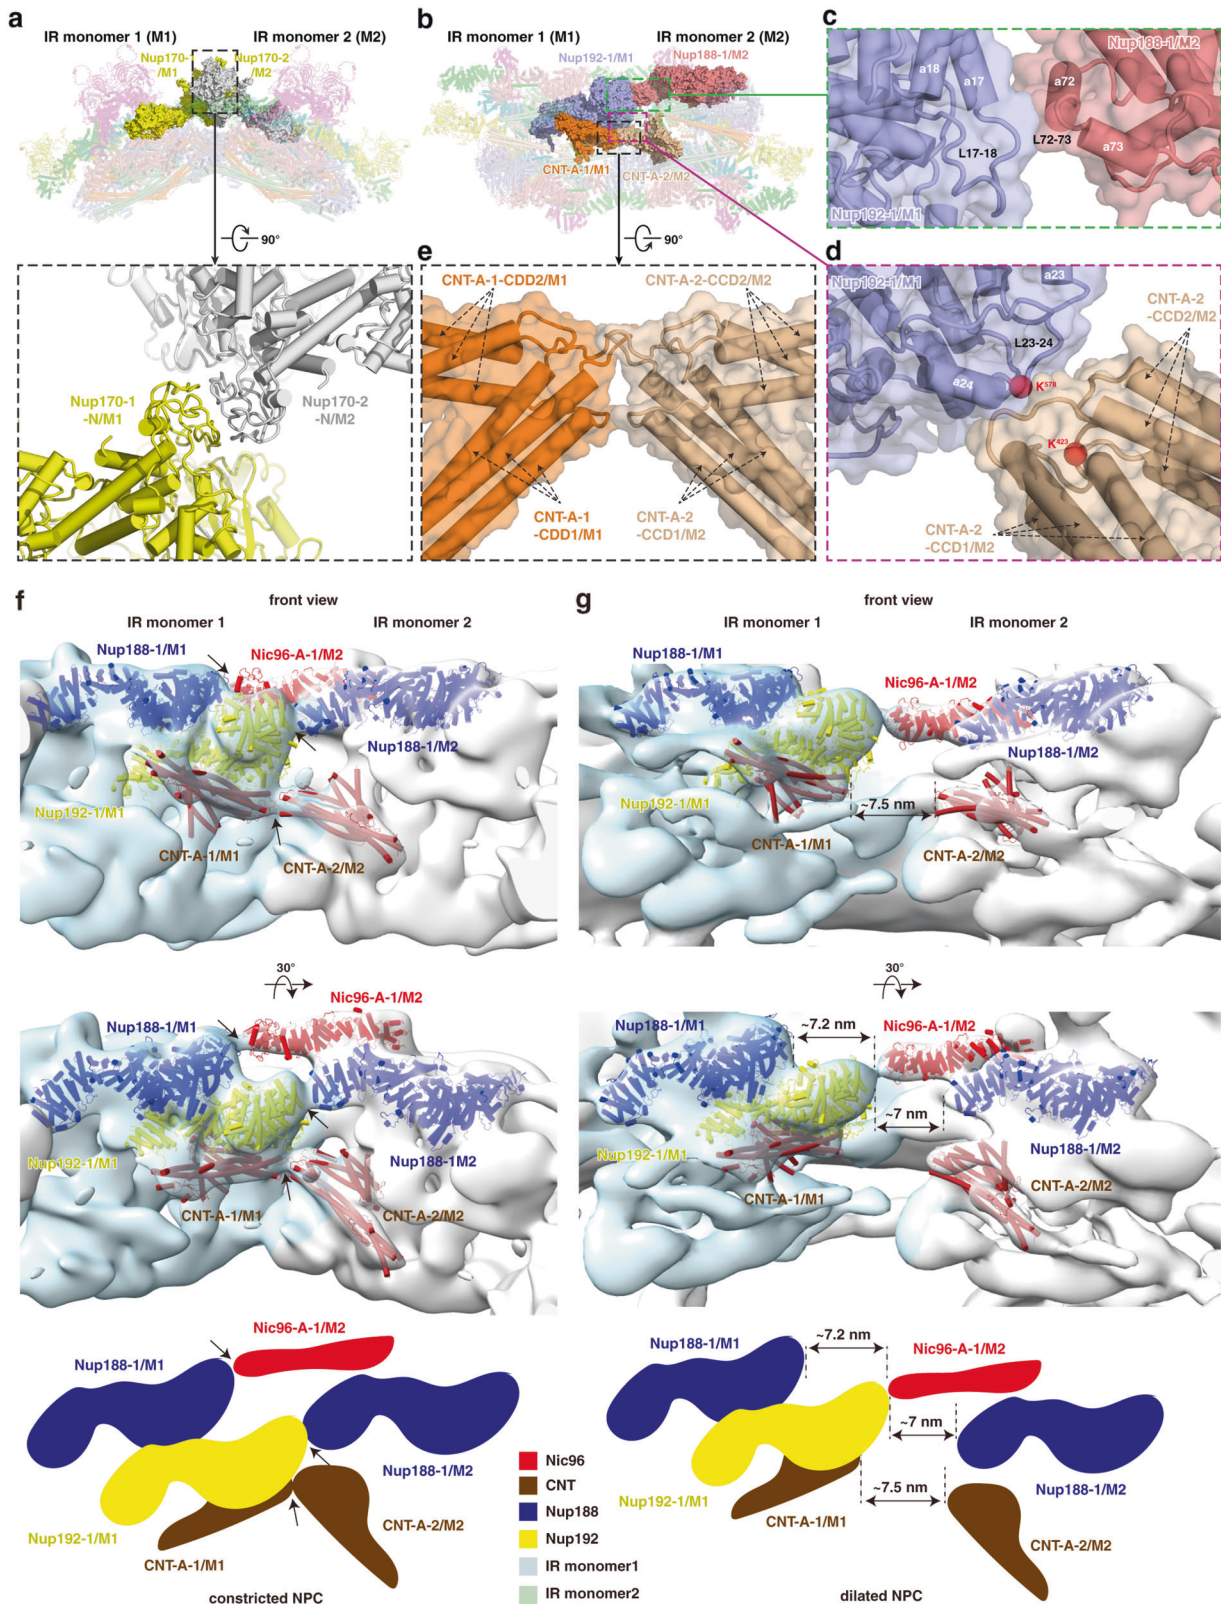 a
IR monomer 1 (M1)
IR monomer 2 (M2)
Nup170-1
/M1
Nup170-2
/M2
90°
Nup170-1
-N/M1
Nup170-2
-N/M2
b
IR monomer 1 (M1)
IR monomer 2 (M2)
Nup192-1/M1
Nup188-1/M2
CNT-A-1/M1
CNT-A-2/M2
90°
c
Nup188-1/M2
a18
a17
a72
L72-73
a73
L17-18
Nup192-1/M1
d
Nup192-1/M1
a23
CNT-A-2
-CCD2/M2
L23-24
a24
K578
K423
CNT-A-2
-CCD1/M2
e
CNT-A-1-CDD2/M1
CNT-A-2-CCD2/M2
CNT-A-1
-CDD1/M1
CNT-A-2
-CCD1/M2
f
front view
IR monomer 1
IR monomer 2
Nup188-1/M1
Nic96-A-1/M2
Nup188-1/M2
Nup192-1/M1
CNT-A-1/M1
CNT-A-2/M2
30°
Nic96-A-1/M2
Nup188-1/M1
Nup192-1/M1
Nup188-1M2
CNT-A-1/M1
CNT-A-2/M2
Nic96-A-1/M2
Nup188-1/M1
Nup188-1/M2
Nup192-1/M1
CNT-A-2/M2
CNT-A-1/M1
constricted NPC
Nic96
CNT
Nup188
Nup192
IR monomer1
IR monomer2
g
front view
IR monomer 1
IR monomer 2
Nup188-1/M1
Nic96-A-1/M2
Nup188-1/M2
Nup192-1/M1
~7.5 nm
CNT-A-1/M1
CNT-A-2/M2
30°
Nup188-1/M1
~7.2 nm
Nic96-A-1/M2
~7 nm
Nup192-1/M1
Nup188-1/M2
CNT-A-1/M1
CNT-A-2/M2
~7.2 nm
Nup188-1/M1
Nic96-A-1/M2
~7 nm
~7.5 nm
Nup188-1/M2
Nup192-1/M1
CNT-A-1/M1
CNT-A-2/M2
dilated NPC